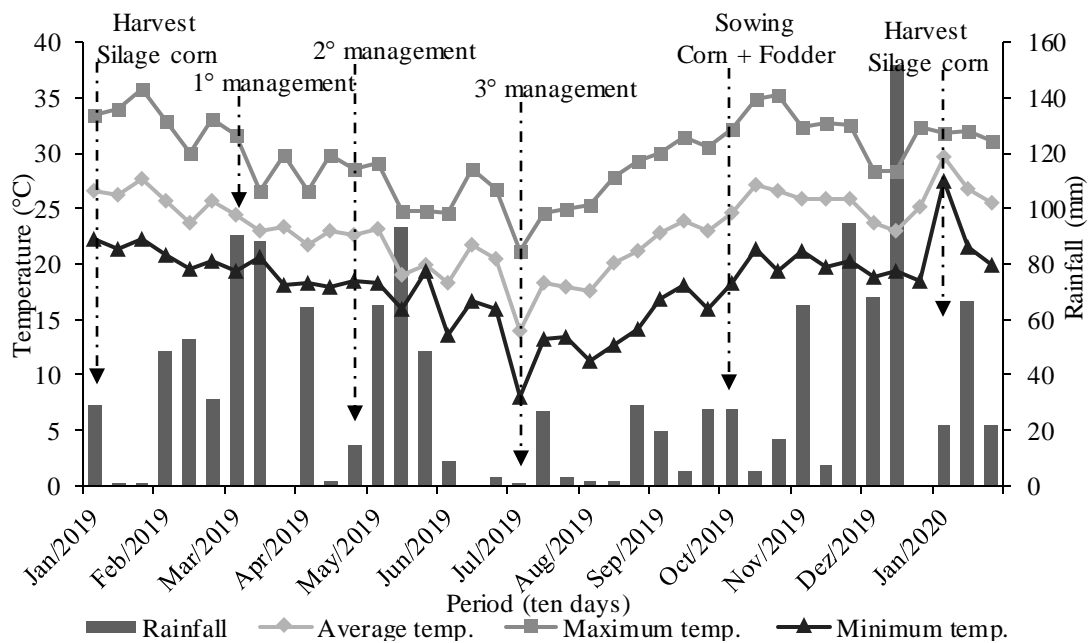 Harvest
Silage corn
1° management
2° management
3° management
Sowing
Corn + Fodder
Harvest
Silage corn
Temperature (°C)
40
35
30
25
20
15
10
5
0
Rainfall (mm)
160
140
120
100
80
60
40
20
0
Jan/2019
Feb/2019
Mar/2019
Apr/2019
May/2019
Jun/2019
Jul/2019
Aug/2019
Sep/2019
Oct/2019
Nov/2019
Dez/2019
Jan/2020
Period (ten days)
Rainfall
Average temp.
Maximum temp.
Minimum temp.